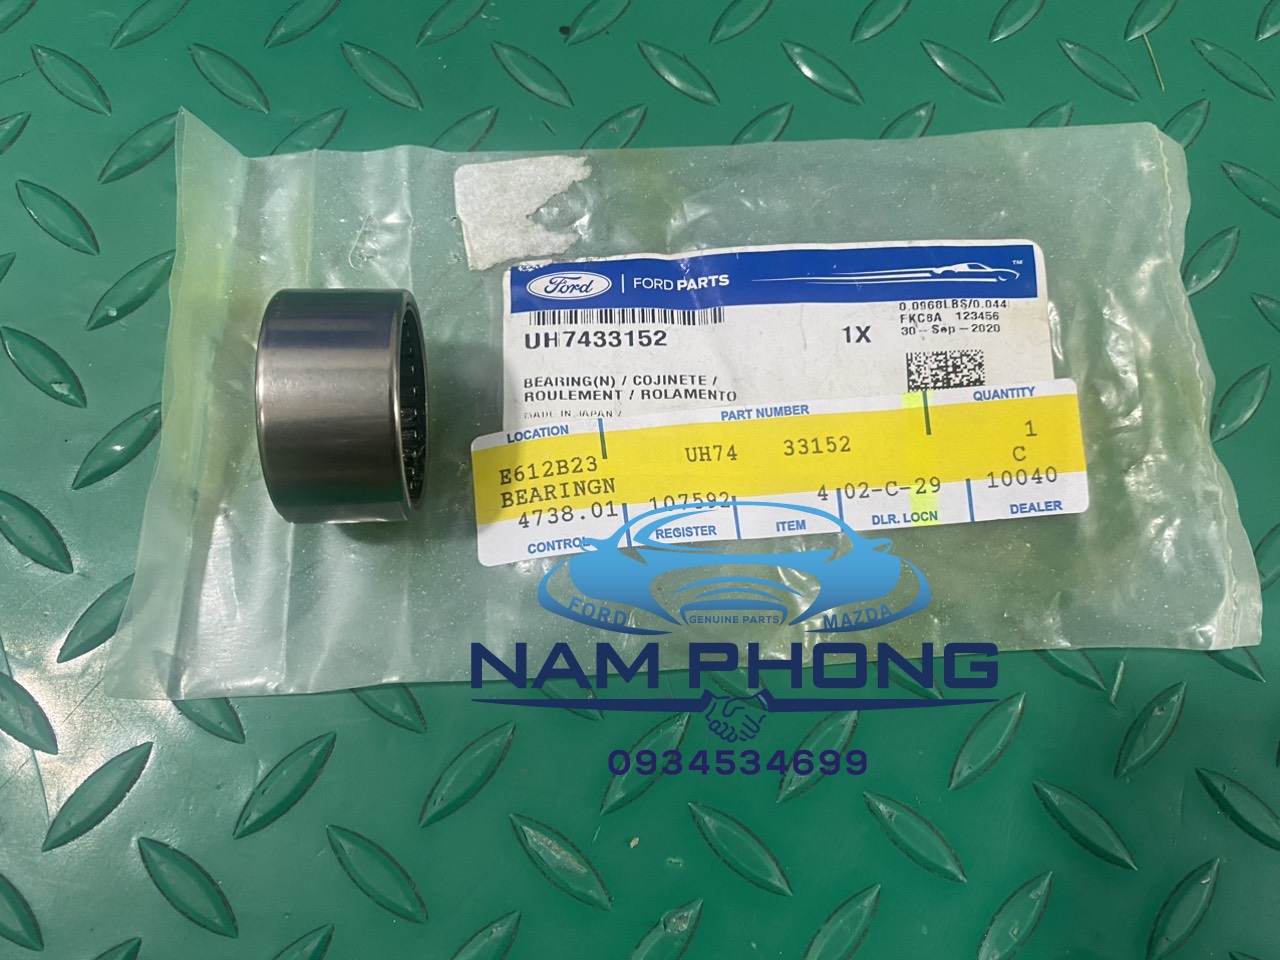 Ford | FORD PARTS ™
0.0968LBS/0.044
FKC8A 123456
30-Sep-2020
UH7433152
1X
BEARING(N) / COJINETE /
ROULEMENT / ROLAMENTO
MADE IN JAPAN /
LOCATION PART NUMBER QUANTITY
E612B23 UH74 33152 1
BEARINGN C
4738.01 107592 4 02-C-29 10040
CONTROL REGISTER ITEM DLR. LOCN DEALER
FORD GENUINE PARTS MAZDA
NAM PHONG
0934534699